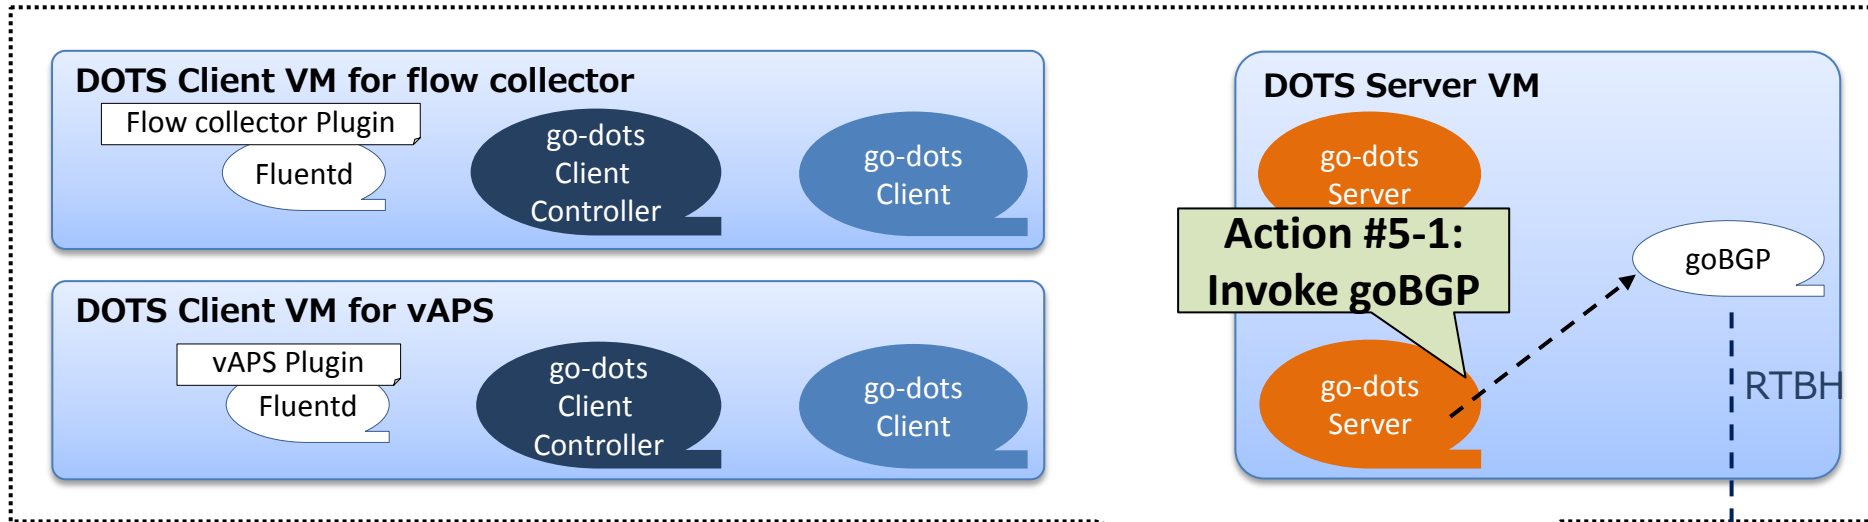 DOTS Client VM for flow collector
Flow collector Plugin
Fluentd
go-dots
Client
Controller
go-dots
Client
DOTS Client VM for vAPS
vAPS Plugin
Fluentd
go-dots
Client
Controller
go-dots
Client
DOTS Server VM
go-dots
Server
Action #5-1:
Invoke goBGP
goBGP
go-dots
Server
RTBH